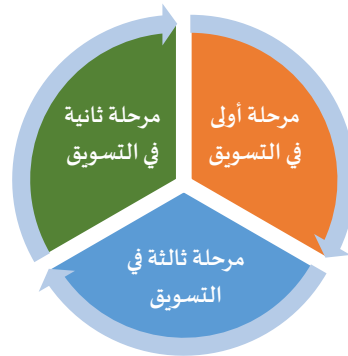 مرحلة أولى
في التسويق
مرحلة ثانية
في التسويق
مرحلة ثالثة في
التسويق